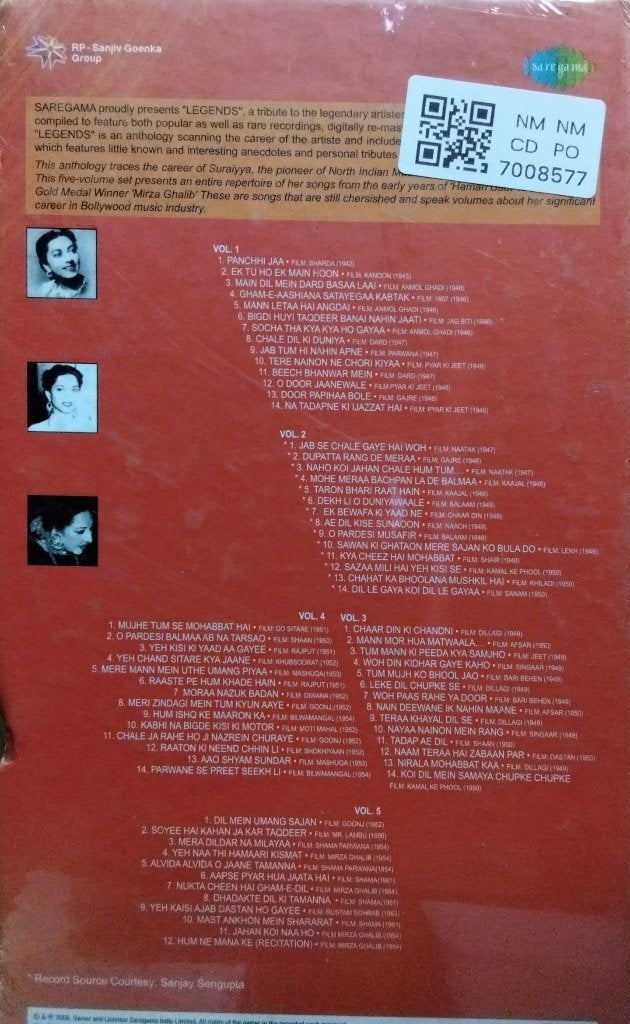 RP-Sanjiv Goenka
Group
saregama
NM NM
CD PO
7008577
SAREGAMA proudly presents "LEGENDS", a tribute to the legendary artistes
compiled to feature both popular as well as rare recordings, digitally re-mas
"LEGENDS" is an anthology scanning the career of the artiste and include
which features little known and interesting anecdotes and personal tributes
This anthology traces the career of Suraiyya, the pioneer of North Indian
This five-volume set presents an entire repertoire of her songs from the early years of 'Hamari
Gold Medal Winner 'Mirza Ghalib' These are songs that are still chersished and speak volumes about her significant
career in Bollywood music industry.
VOL. 1
1. PANCHHI JAA • FILM: SHARDA (1942)
2. EK TU HO EK MAIN HOON • FILM: KANOON (1943)
3. MAIN DIL MEIN DARD BASAA LAAI • FILM: ANMOL GHADI (1946)
4. GHAM-E-AASHIANA SATAYEGAA KABTAK • FILM: 1857 (1946)
5. MANN LETAA HAI ANGDAI • FILM: ANMOL GHADI (1946)
6. BIGDI HUYI TAQDEER BANAI NAHIN JAATI • FILM: JAG BITI (1946)
7. SOCHA THA KYA KYA HO GAYAA • FILM: ANMOL GHADI (1946)
8. CHALE DIL KI DUNIYA • FILM: DARD (1947)
9. JAB TUM HI NAHIN APNE • FILM: PARWANA (1947)
10. TERE NAINON NE CHORI KIYAA • FILM: PYAR KI JEET (1948)
11. BEECH BHANWAR MEIN • FILM: DARD (1947)
12. O DOOR JAANEWALE • FILM:PYAR KI JEET (1948)
13. DOOR PAPIHAA BOLE • FILM: GAJRE (1948)
14. NA TADAPNE KI IJAZZAT HAI • FILM: PYAR KI JEET (1948)
VOL. 2
* 1. JAB SE CHALE GAYE HAI WOH • FILM: NAATAK (1947)
* 2. DUPATTA RANG DE MERAA • FILM: GAJRE (1948)
* 3. NAHO KOI JAHAN CHALE HUM TUM.... • FILM: NAATAK (1947)
* 4. MOHE MERAA BACHPAN LA DE BALMAA • FILM: KAAJAL (1948)
* 5. TARON BHARI RAAT HAIN • FILM: KAAJAL (1948)
* 6. DEKH LI O DUNIYAWAALE • FILM: BALAAM (1949)
* 7. EK BEWAFA KI YAAD NE • FILM: CHAAR DIN (1949)
* 8. AE DIL KISE SUNAOON • FILM: NAACH (1949)
* 9. O PARDESI MUSAFIR • FILM: BALAAM (1949)
* 10. SAWAN KI GHATAON MERE SAJAN KO BULA DO • FILM: LEKH (1949)
* 11. KYA CHEEZ HAI MOHABBAT • FILM: SHAIR (1949)
* 12. SAZAA MILI HAI YEH KISI SE • FILM: KAMAL KE PHOOL (1950)
* 13. CHAHAT KA BHOOLANA MUSHKIL HAI • FILM: KHILADI (1950)
* 14. DIL LE GAYA KOI DIL LE GAYAA • FILM: SANAM (1950)
VOL. 4
1. MUJHE TUM SE MOHABBAT HAI • FILM: DO SITARE (1951)
2. O PARDESI BALMAA AB NA TARSAO • FILM: SHAAN (1950)
3. YEH KISI KI YAAD AA GAYEE • FILM: RAJPUT (1951)
4. YEH CHAND SITARE KYA JAANE • FILM: KHUBSOORAT (1952)
5. MERE MANN MEIN UTHE UMANG PIYAA • FILM: MASHUQA(1953)
6. RAASTE PE HUM KHADE HAIN • FILM: RAJPUT (1951)
7 MORAA NAZUK BADAN • FILM: DIWANA (1952)
8. MERI ZINDAGI MEIN TUM KYUN AAYE • FILM: GOONJ (1952)
9. HUM ISHQ KE MAARON KA • FILM: BILWAMANGAL (1954)
10. KABHI NA BIGDE KISI KI MOTOR • FILM: MOTI MAHAL (1952)
11. CHALE JA RAHE HO JI NAZREIN CHURAYE • FILM: GOONJ (1952)
12. RAATON KI NEEND CHHIN LI • FILM: SHOKHIYAAN (1952)
13. AAO SHYAM SUNDAR • FILM: MASHUQA (1953)
14. PARWANE SE PREET SEEKH LI • FILM: BILWAMANGAL (1954)
VOL. 3
1. CHAAR DIN KI CHANDNI • FILM: DILLAGI (1949)
2. MANN MOR HUA MATWAALA.... • FILM: AFSAR (1950)
3. TUM MANN KI PEEDA KYA SAMJHO • FILM: JEET (1949)
4. WOH DIN KIDHAR GAYE KAHO • FILM: SINGAAR (1949)
5. TUM MUJH KO BHOOL JAO • FILM: BARI BEHEN (1949)
6. LEKE DIL CHUPKE SE • FILM: DILLAGI (1949)
7 WOH PAAS RAHE YA DOOR • FILM: BARI BEHEN (1949)
8. NAIN DEEWANE IK NAHIN MAANE • FILM: AFSAR (1950)
9. TERAA KHAYAL DIL SE • FILM: DILLAGI (1949)
10. NAYAA NAINON MEIN RANG • FILM: SINGAAR (1949)
11. TADAP AE DIL • FILM: SHAAN (1950)
12. NAAM TERAA HAI ZABAAN PAR • FILM: DASTAN (1950)
13. NIRALA MOHABBAT KAA • FILM: DILLAGI (1949)
14. KOI DIL MEIN SAMAYA CHUPKE CHUPKE
FILM: KAMAL KE PHOOL (1950)
VOL. 5
1. DIL MEIN UMANG SAJAN • FILM: GOONJ (1952)
2. SOYEE HAI KAHAN JA KAR TAQDEER • FILM: MR. LAMBU (1956)
3. MERA DILDAR NA MILAYAA • FILM: SHAMA PARWANA (1954)
4. YEH NAA THI HAMAARI KISMAT • FILM: MIRZA GHALIB (1954)
5. ALVIDA ALVIDA O JAANE TAMANNA • FILM: SHAMA PARWANA(1954)
6. AAPSE PYAR HUA JAATA HAI • FILM: SHAMA(1961)
7 NUKTA CHEEN HAI GHAM-E-DIL • FILM: MIRZA GHALIB (1954)
8. DHADAKTE DIL KI TAMANNA • FILM: SHAMA(1961)
9. YEH KAISI AJAB DASTAN HO GAYEE • FILM: RUSTAM SOHRAB (1963)
10. MAST ANKHON MEIN SHARARAT • FILM: SHAMA (1961)
11. JAHAN KOI NAA HO • FILM:MIRZA GHALIB (1954)
12. HUM NE MANA KE (RECITATION) • FILM: MIRZA GHALIB (1954)
* Record Source Courtesy: Sanjay Sengupta
© & ℗ 2008. Owner and Licensor Saregama India Limited. All rights of the